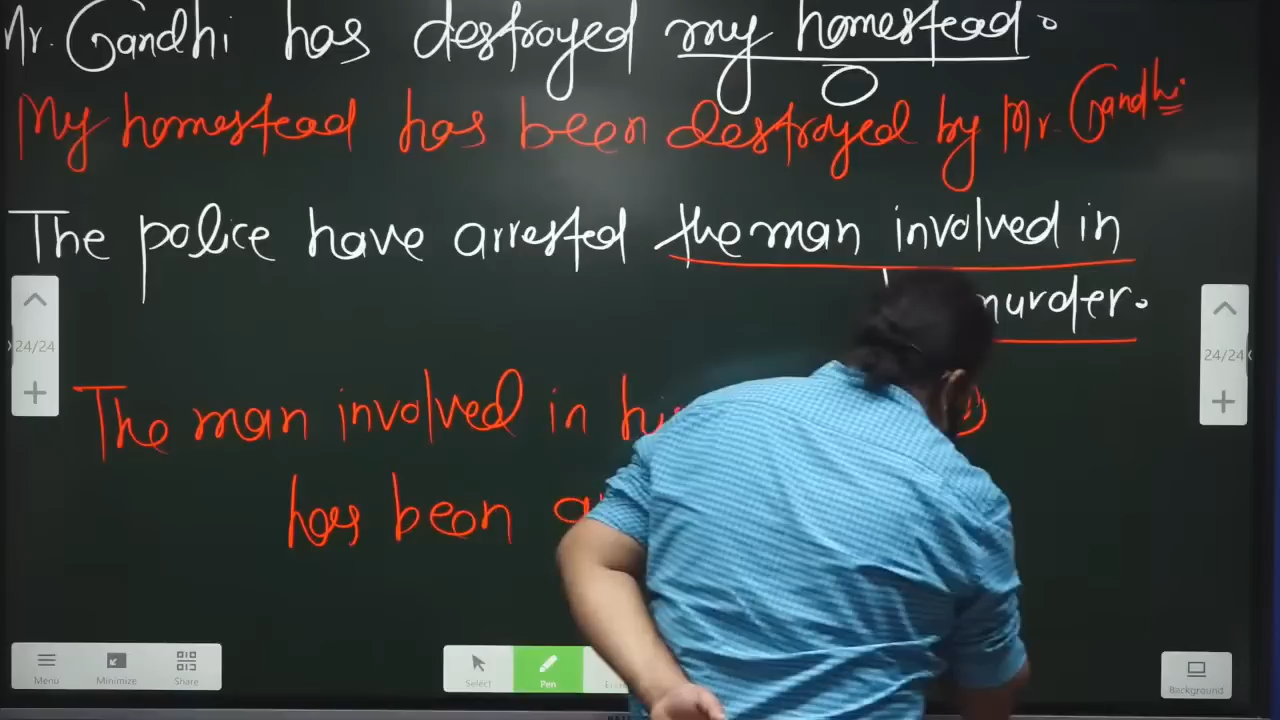 Mr. Gandhi has destroyed my homestead.
O
My homestead has been destroyed by Mr. Gandhi
The police have arrested the man involved in
murder.
The man involved in
has been
24/24
24/24
Menu
Minimize
Share
Select
Pen
Background